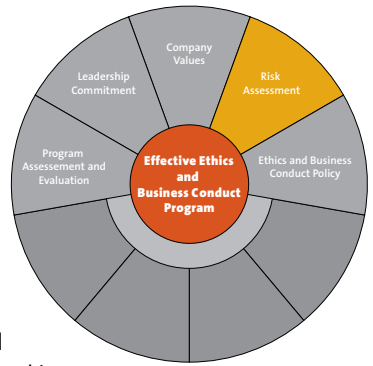 Company
Values
Leadership
Commitment
Risk
Assessment
Program
Assessement and
Evaluation
Effective Ethics
and
Business Conduct
Program
Ethics and Business
Conduct Policy